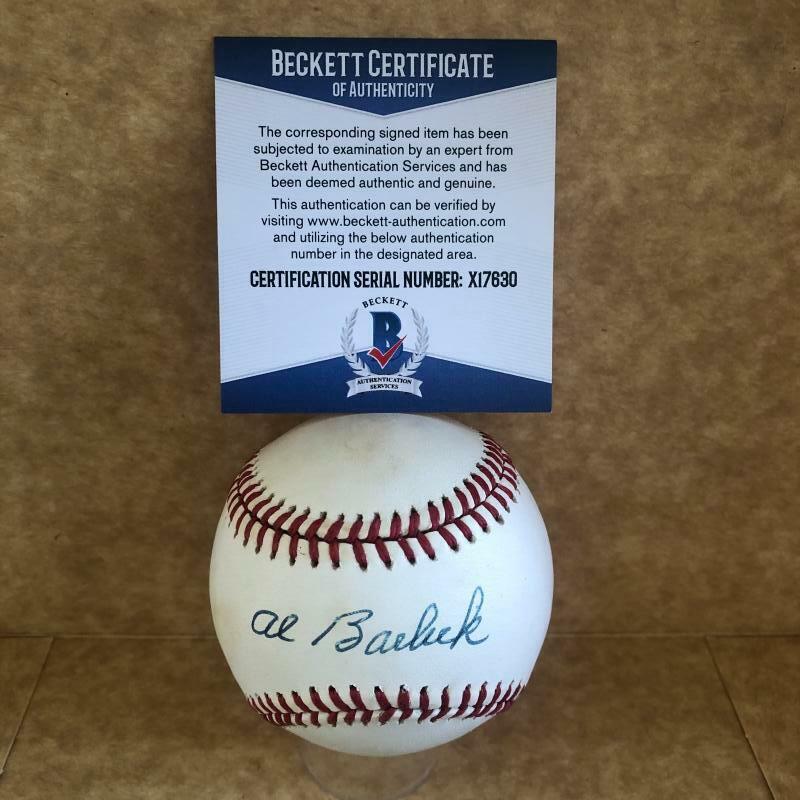 BECKETT CERTIFICATE
OF AUTHENTICITY
The corresponding signed item has been
subjected to examination by an expert from
Beckett Authentication Services and has
been deemed authentic and genuine.
This authentication can be verified by
visiting www.beckett-authentication.com
and utilizing the below authentication
number in the designated area.
CERTIFICATION SERIAL NUMBER: X17630
BECKETT
B
AUTHENTICATION
SERVICES
Al Barlick